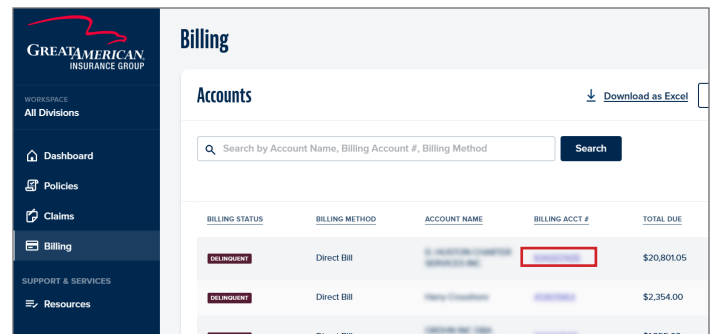 GREATAMERICAN
INSURANCE GROUP
WORKSPACE
All Divisions
Dashboard
Policies
Claims
Billing
SUPPORT & SERVICES
Resources
Billing
Accounts
Download as Excel
Search by Account Name, Billing Account #, Billing Method
Search
BILLING STATUS BILLING METHOD ACCOUNT NAME BILLING ACCT # TOTAL DUE
DELINQUENT Direct Bill $20,801.05
DELINQUENT Direct Bill $2,354.00